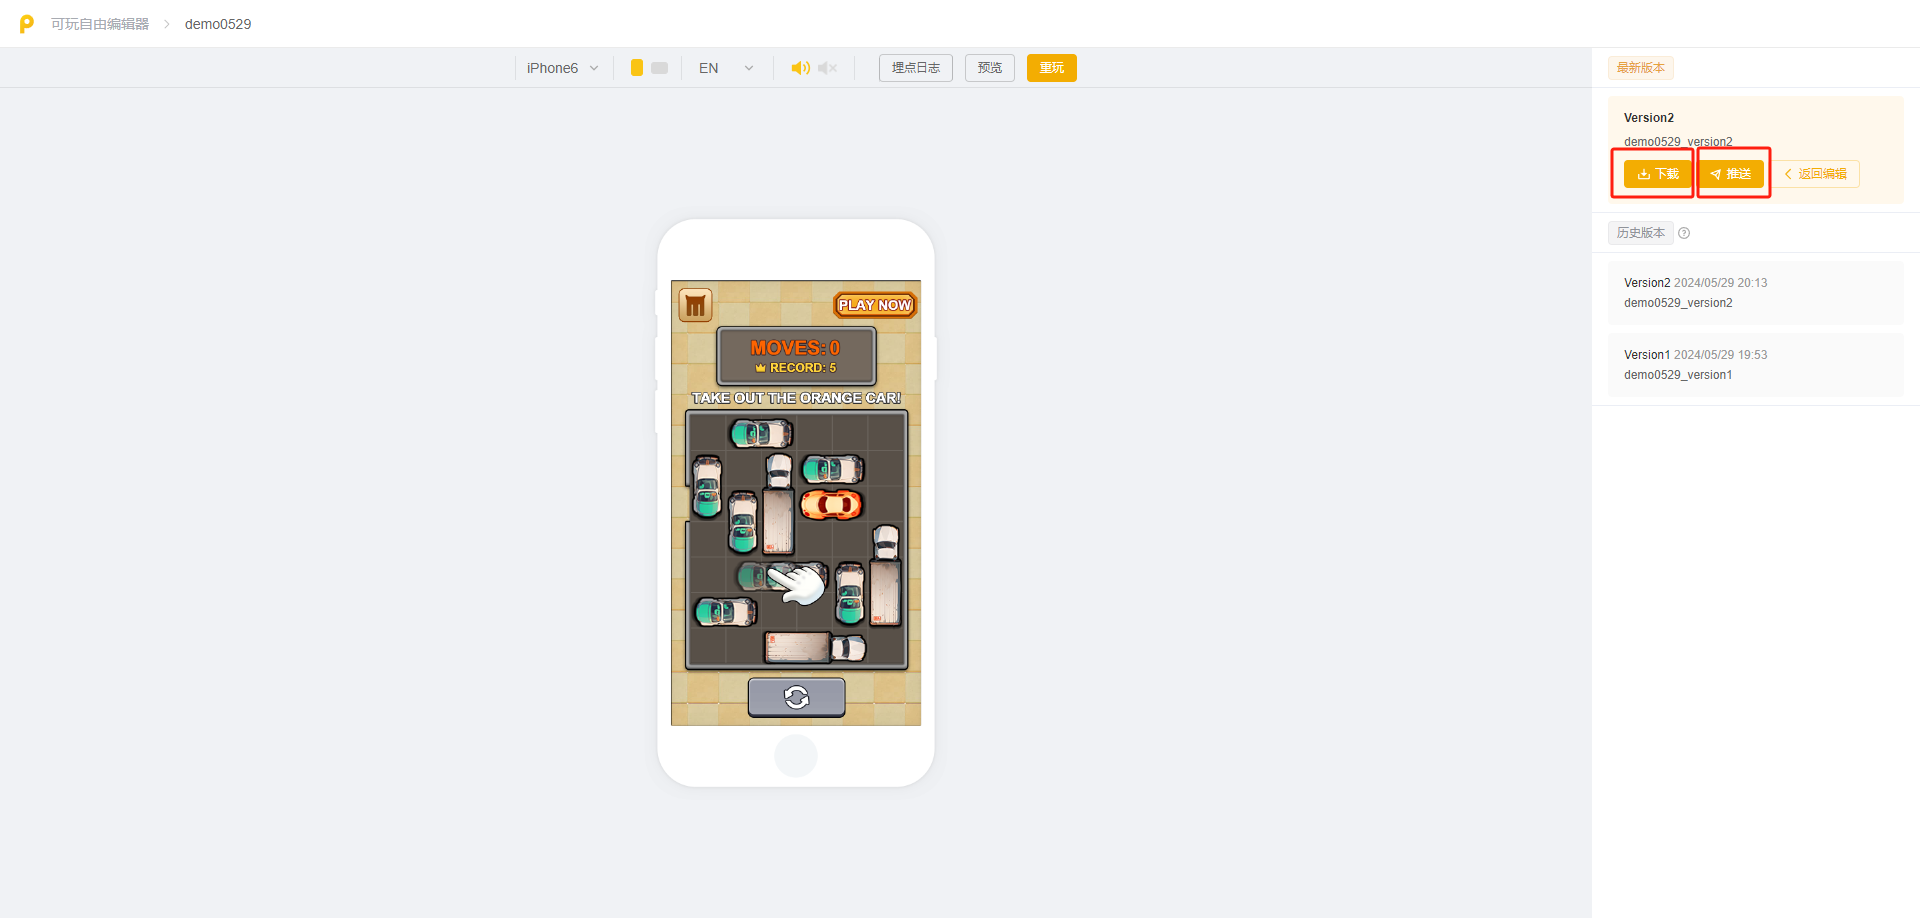 可玩自由编辑器 > demo0529
iPhone6
EN
埋点日志
预览
重玩
最新版本
Version2
demo0529_version2
下载
推送
返回编辑
历史版本
Version2 2024/05/29 20:13
demo0529_version2
Version1 2024/05/29 19:53
demo0529_version1
PLAY NOW
MOVES: 0
RECORD: 5
TAKE OUT THE ORANGE CAR!